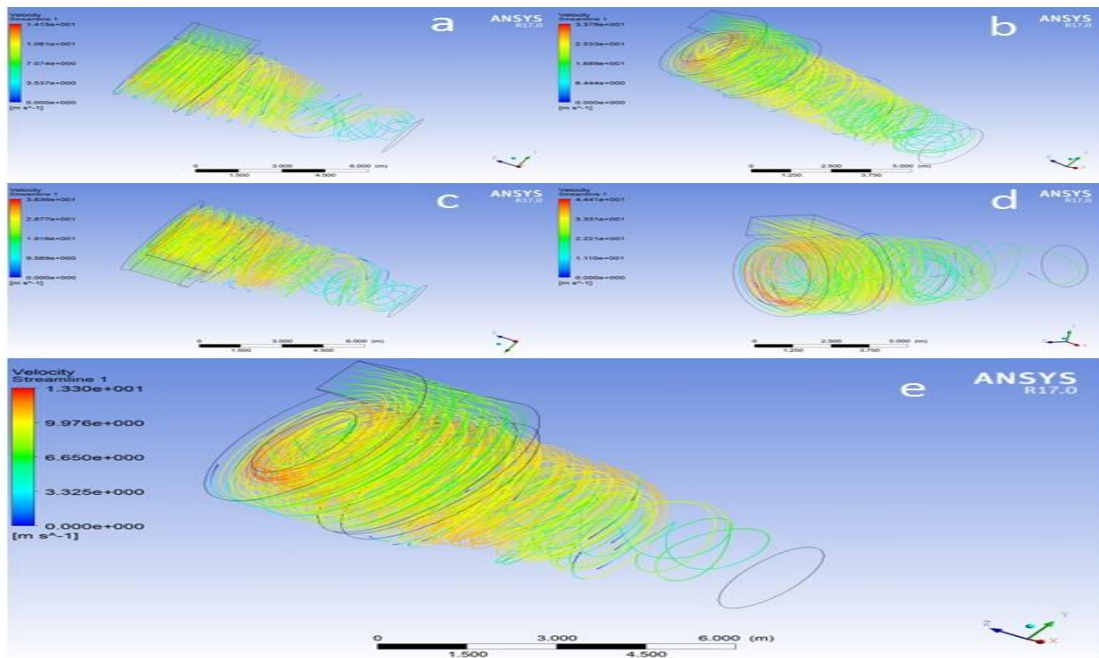 Velocity
Streamline 1
1.415e+001
1.061e+001
7.074e+000
3.537e+000
0.000e+000
[m s^-1]
a
ANSYS
R17.0
0 3.000 6.000 (m)
1.500 4.500
Velocity
Streamline 1
3.378e+001
2.533e+001
1.689e+001
8.444e+000
0.000e+000
[m s^-1]
b
ANSYS
R17.0
0 2.500 5.000 (m)
1.250 3.750
Velocity
Streamline 1
3.836e+001
2.877e+001
1.918e+001
9.589e+000
0.000e+000
[m s^-1]
c
ANSYS
R17.0
0 3.000 6.000 (m)
1.500 4.500
Velocity
Streamline 1
4.441e+001
3.331e+001
2.221e+001
1.110e+001
0.000e+000
[m s^-1]
d
ANSYS
R17.0
0 2.500 5.000 (m)
1.250 3.750
Velocity
Streamline 1
1.330e+001
9.976e+000
6.650e+000
3.325e+000
0.000e+000
[m s^-1]
e
ANSYS
R17.0
0 3.000 6.000 (m)
1.500 4.500
Z Y X